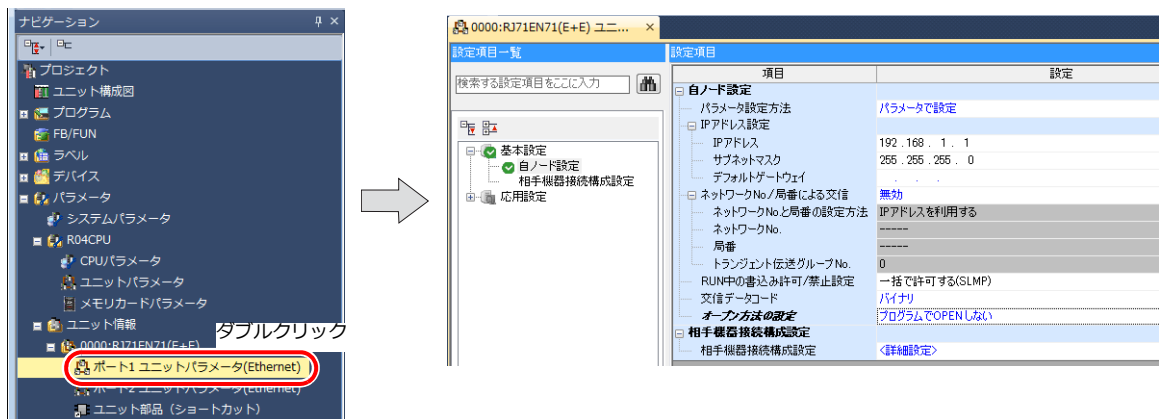 ナビゲーション
プロジェクト
ユニット構成図
プログラム
FB/FUN
ラベル
デバイス
パラメータ
システムパラメータ
R04CPU
CPUパラメータ
ユニットパラメータ
メモリカードパラメータ
ユニット情報
ダブルクリック
0000:RJ71EN71(E+E)
ポート1 ユニットパラメータ(Ethernet)
ポート2 ユニットパラメータ(Ethernet)
ユニット部品（ショートカット）
0000:RJ71EN71(E+E) ユニ...
設定項目一覧
検索する設定項目をここに入力
基本設定
自ノード設定
相手機器接続構成設定
応用設定
設定項目
項目 設定
自ノード設定
パラメータ設定方法 パラメータで設定
IPアドレス設定
IPアドレス 192 . 168 . 1 . 1
サブネットマスク 255 . 255 . 255 . 0
デフォルトゲートウェイ . . .
ネットワークNo./局番による交信 無効
ネットワークNo.と局番の設定方法 IPアドレスを利用する
ネットワークNo. -----
局番 -----
トランジェント伝送グループNo. 0
RUN中の書込み許可/禁止設定 一括で許可する(SLMP)
交信データコード バイナリ
オープン方法の設定 プログラムでOPENしない
相手機器接続構成設定
相手機器接続構成設定 <詳細設定>